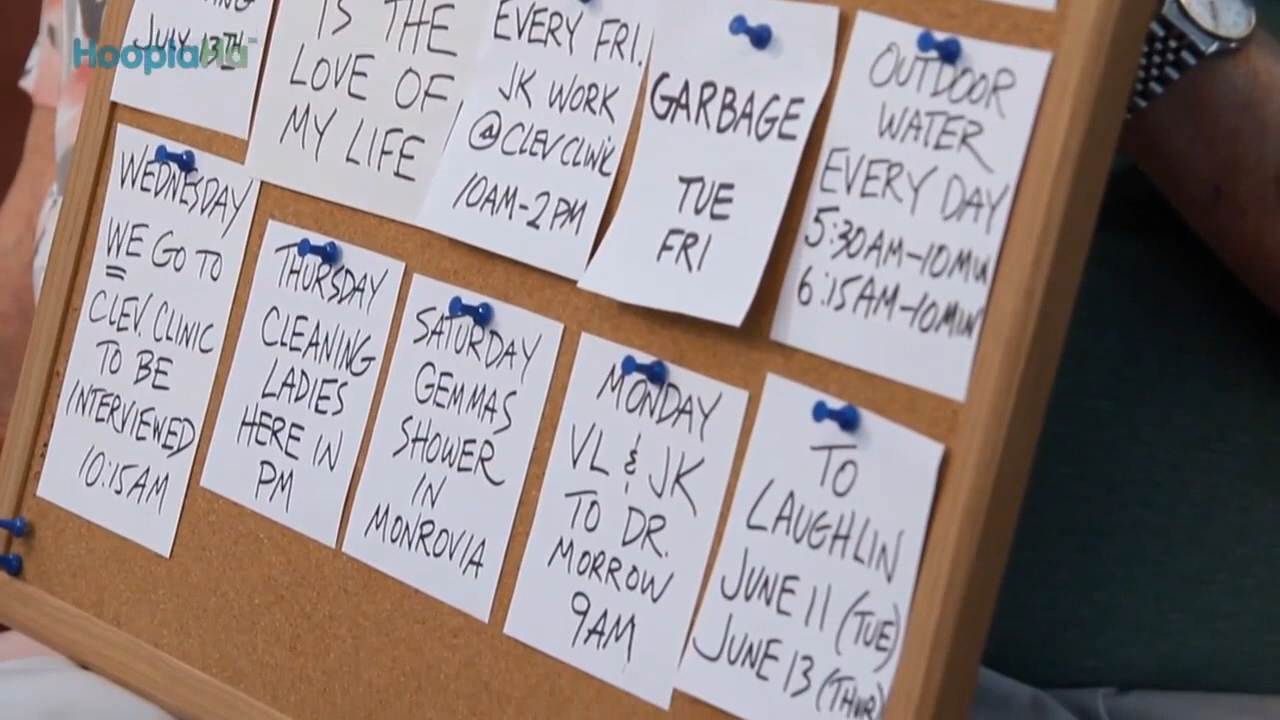 HooplaHa
JULY 13TH
IS THE
LOVE OF
MY LIFE
EVERY FRI.
JK WORK
@CLEV CLINIC
10AM-2PM
GARBAGE
TUE
FRI
OUTDOOR
WATER
EVERY DAY
5:30AM-10MIN
6:15AM-10MIN
WEDNESDAY
WE GO TO
CLEV. CLINIC
TO BE
INTERVIEWED
10:15AM
THURSDAY
CLEANING
LADIES
HERE IN
PM
SATURDAY
GEMMAS
SHOWER
IN
MONROVIA
MONDAY
VL & JK
TO DR.
MORROW
9AM
TO
LAUGHLIN
JUNE 11 (TUE)
JUNE 13 (THUR)